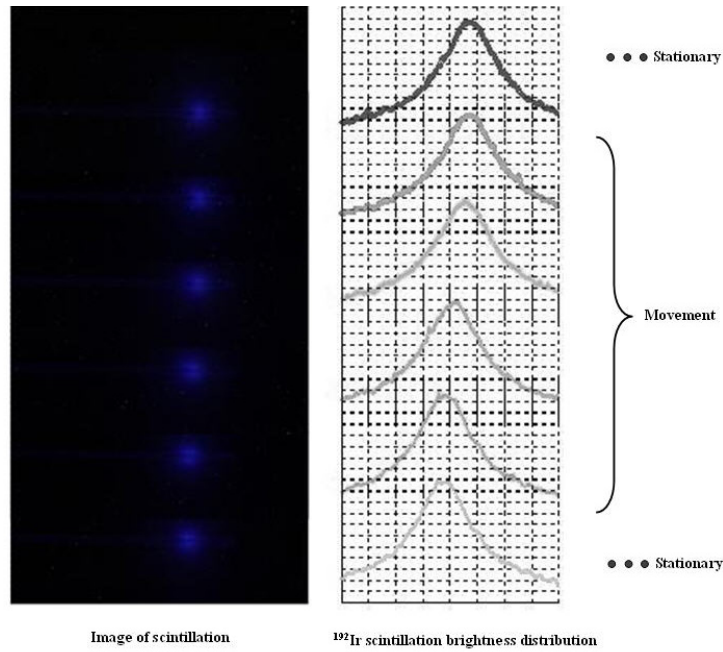 ● ● ● Stationary
Movement
● ● ● Stationary
Image of scintillation
¹⁹²Ir scintillation brightness distribution